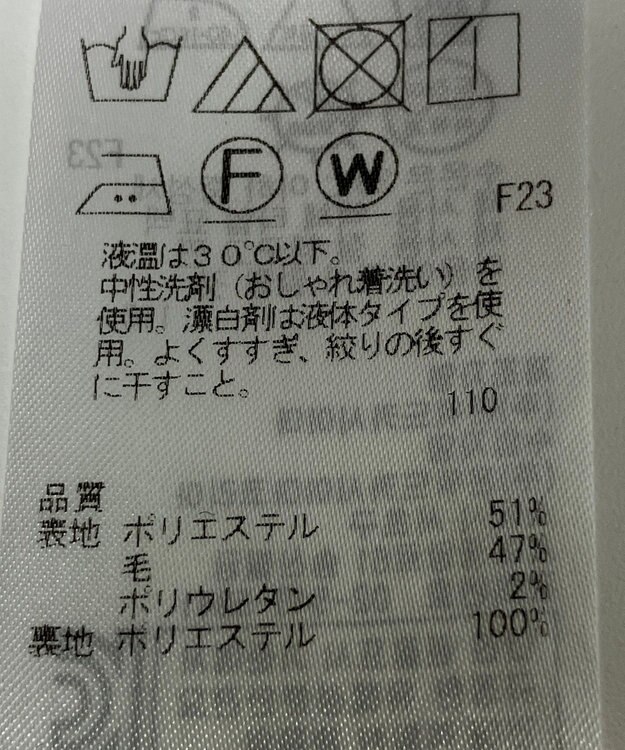 F W F23
液温は30℃以下。
中性洗剤（おしゃれ着洗い）を
使用。漂白剤は液体タイプを使
用。よくすすぎ、絞りの後すぐ
に干すこと。
110
品質
表地 ポリエステル 51%
毛 47%
ポリウレタン 2%
裏地 ポリエステル 100%